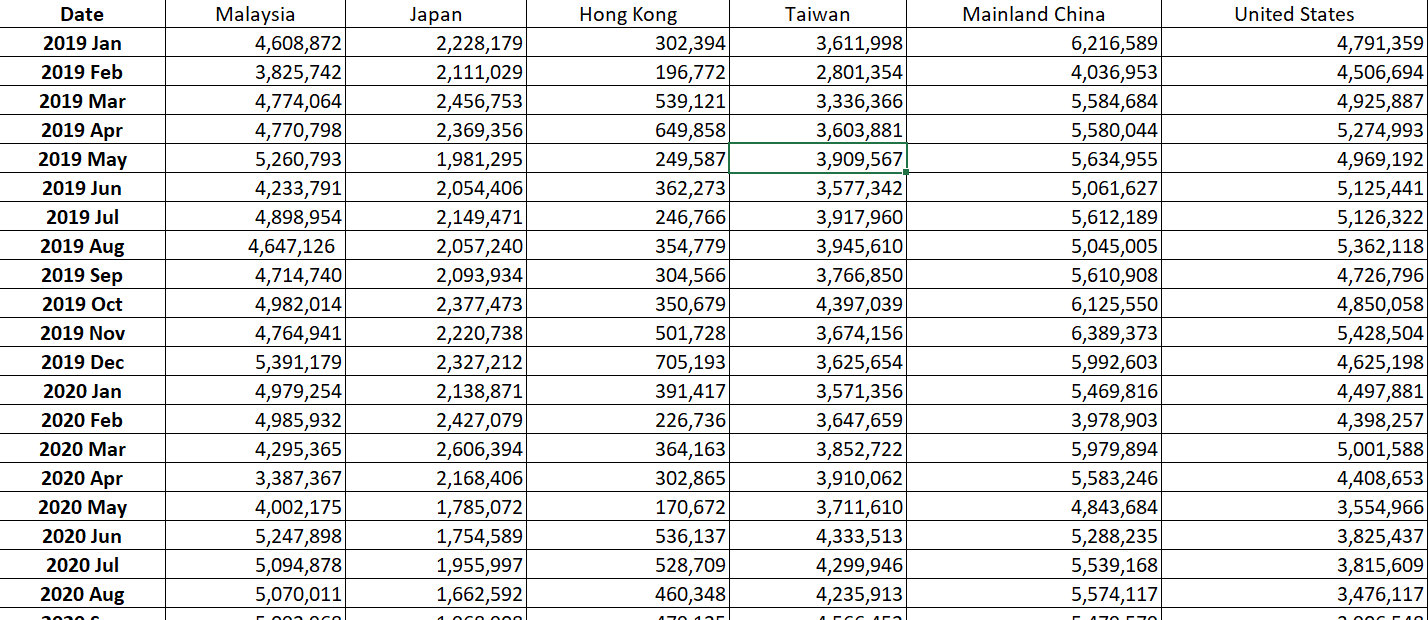 Date Malaysia Japan Hong Kong Taiwan Mainland China United States
2019 Jan 4,608,872 2,228,179 302,394 3,611,998 6,216,589 4,791,359
2019 Feb 3,825,742 2,111,029 196,772 2,801,354 4,036,953 4,506,694
2019 Mar 4,774,064 2,456,753 539,121 3,336,366 5,584,684 4,925,887
2019 Apr 4,770,798 2,369,356 649,858 3,603,881 5,580,044 5,274,993
2019 May 5,260,793 1,981,295 249,587 3,909,567 5,634,955 4,969,192
2019 Jun 4,233,791 2,054,406 362,273 3,577,342 5,061,627 5,125,441
2019 Jul 4,898,954 2,149,471 246,766 3,917,960 5,612,189 5,126,322
2019 Aug 4,647,126 2,057,240 354,779 3,945,610 5,045,005 5,362,118
2019 Sep 4,714,740 2,093,934 304,566 3,766,850 5,610,908 4,726,796
2019 Oct 4,982,014 2,377,473 350,679 4,397,039 6,125,550 4,850,058
2019 Nov 4,764,941 2,220,738 501,728 3,674,156 6,389,373 5,428,504
2019 Dec 5,391,179 2,327,212 705,193 3,625,654 5,992,603 4,625,198
2020 Jan 4,979,254 2,138,871 391,417 3,571,356 5,469,816 4,497,881
2020 Feb 4,985,932 2,427,079 226,736 3,647,659 3,978,903 4,398,257
2020 Mar 4,295,365 2,606,394 364,163 3,852,722 5,979,894 5,001,588
2020 Apr 3,387,367 2,168,406 302,865 3,910,062 5,583,246 4,408,653
2020 May 4,002,175 1,785,072 170,672 3,711,610 4,843,684 3,554,966
2020 Jun 5,247,898 1,754,589 536,137 4,333,513 5,288,235 3,825,437
2020 Jul 5,094,878 1,955,997 528,709 4,299,946 5,539,168 3,815,609
2020 Aug 5,070,011 1,662,592 460,348 4,235,913 5,574,117 3,476,117